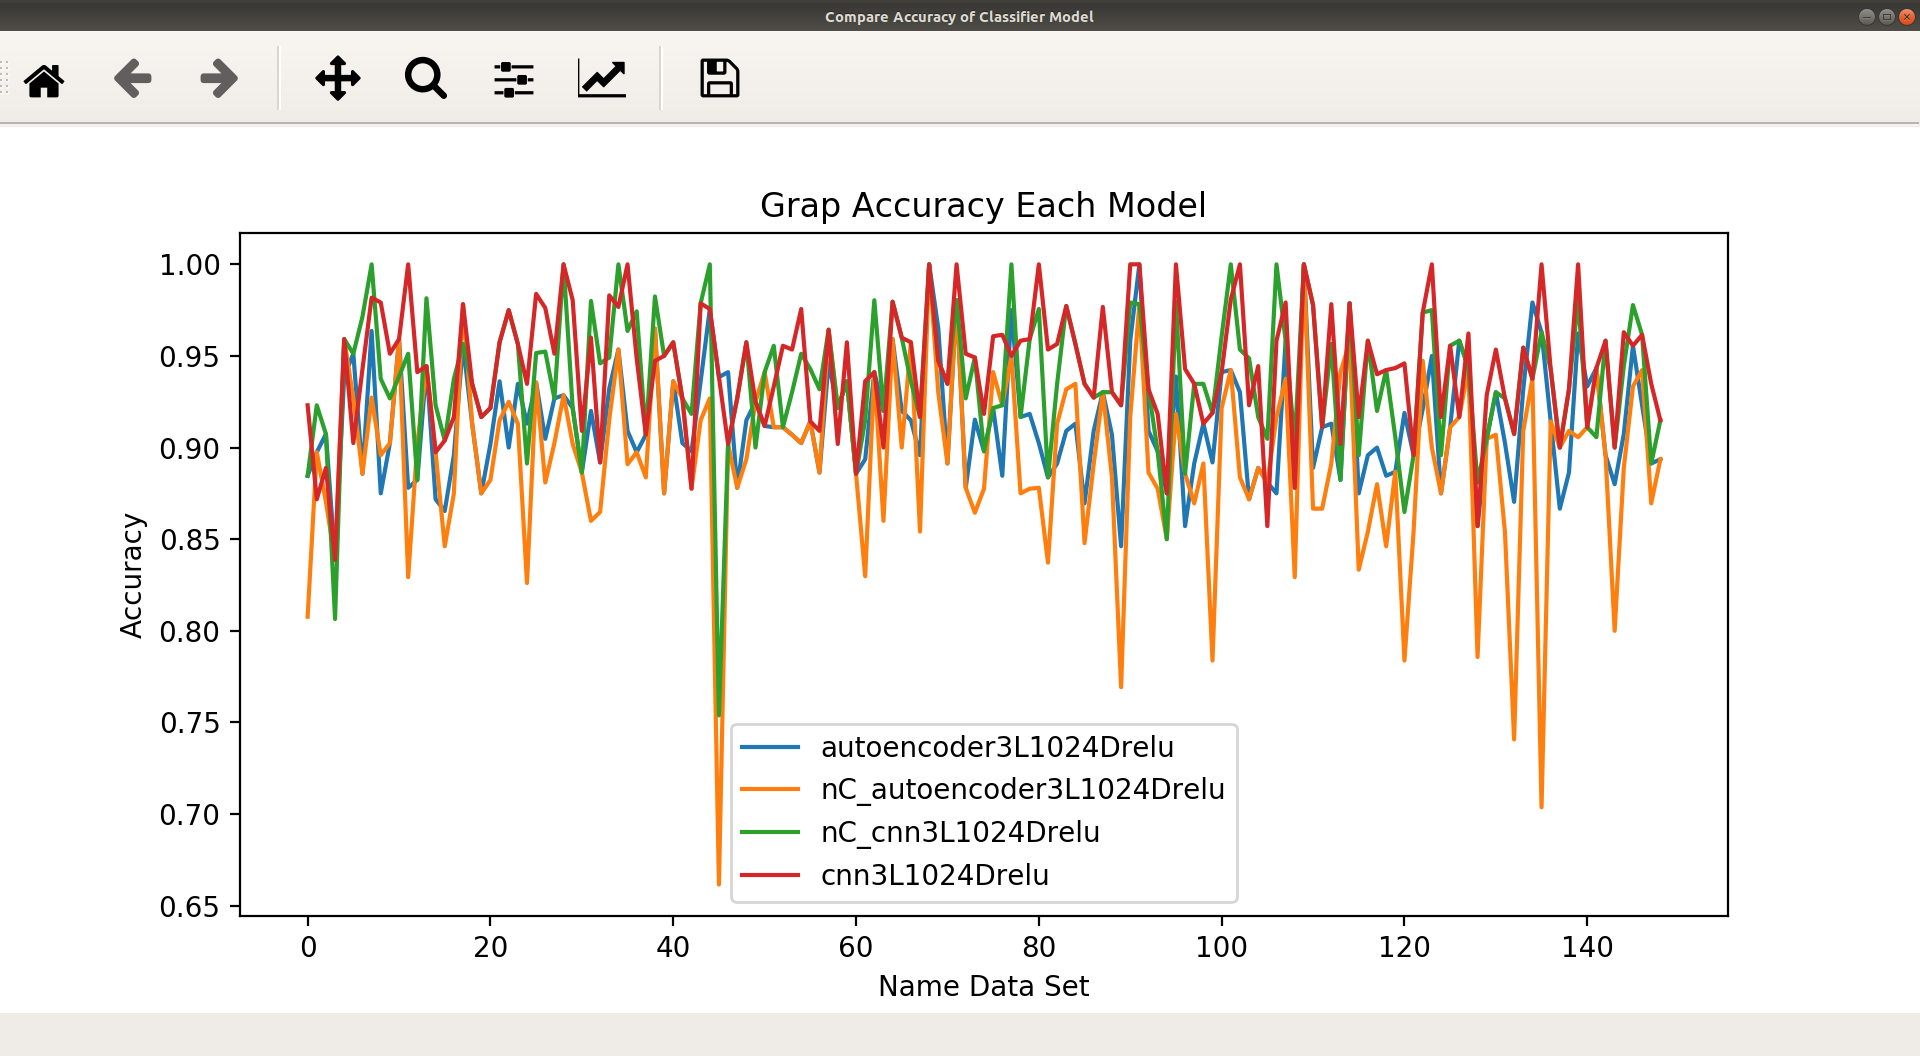 Compare Accuracy of Classifier Model
Grap Accuracy Each Model
1.00
0.95
0.90
0.85
0.80
0.75
0.70
0.65
Accuracy
autoencoder3L1024Drelu
nC_autoencoder3L1024Drelu
nC_cnn3L1024Drelu
cnn3L1024Drelu
0 20 40 60 80 100 120 140
Name Data Set